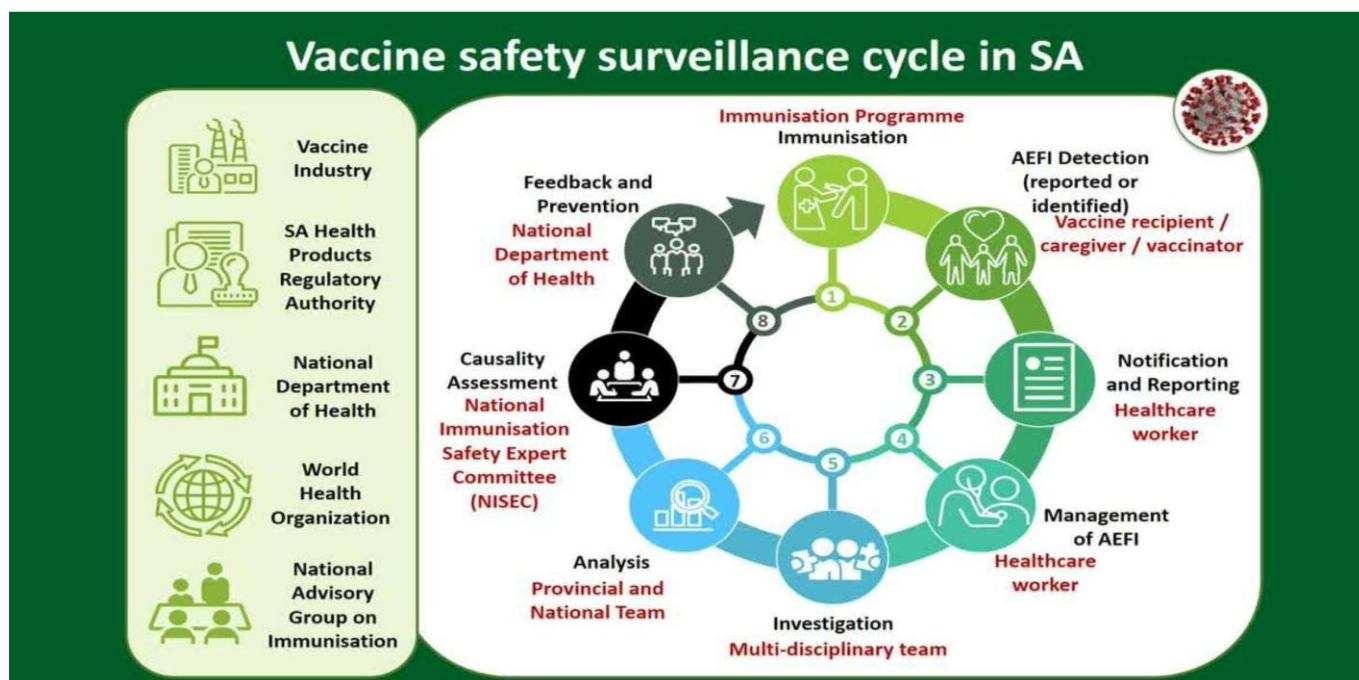 Vaccine safety surveillance cycle in SA
Vaccine
Industry
SA Health
Products
Regulatory
Authority
National
Department
of Health
World
Health
Organization
National
Advisory
Group on
Immunisation
Immunisation Programme
Immunisation
AEFI Detection
(reported or
identified)
Vaccine recipient /
caregiver / vaccinator
Notification
and Reporting
Healthcare
worker
Management
of AEFI
Healthcare
worker
Investigation
Multi-disciplinary team
Analysis
Provincial and
National Team
Causality
Assessment
National
Immunisation
Safety Expert
Committee
(NISEC)
Feedback and
Prevention
National
Department
of Health
1
2
3
4
5
6
7
8